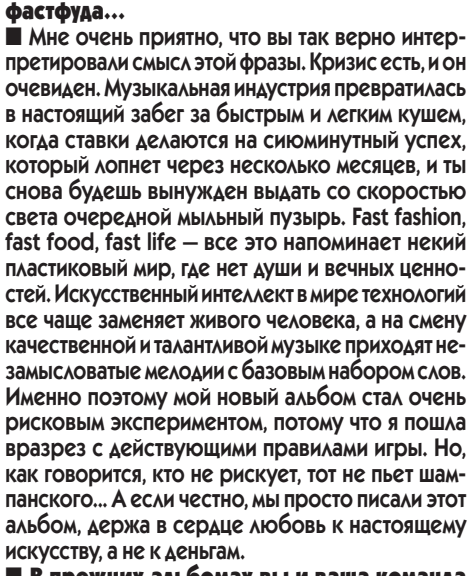 фастфуда...
■ Мне очень приятно, что вы так верно интер-
претировали смысл этой фразы. Кризис есть, и он
очевиден. Музыкальная индустрия превратилась
в настоящий забег за быстрым и легким кушем,
когда ставки делаются на сиюминутный успех,
который лопнет через несколько месяцев, и ты
снова будешь вынужден выдать со скоростью
света очередной мыльный пузырь. Fast fashion,
fast food, fast life — все это напоминает некий
пластиковый мир, где нет души и вечных ценно-
стей. Искусственный интеллект в мире технологий
все чаще заменяет живого человека, а на смену
качественной и талантливой музыке приходят не-
замысловатые мелодии с базовым набором слов.
Именно поэтому мой новый альбом стал очень
рисковым экспериментом, потому что я пошла
вразрез с действующими правилами игры. Но,
как говорится, кто не рискует, тот не пьет шам-
панского... А если честно, мы просто писали этот
альбом, держа в сердце любовь к настоящему
искусству, а не к деньгам.
■ В прежних альбомах вы и ваша команда